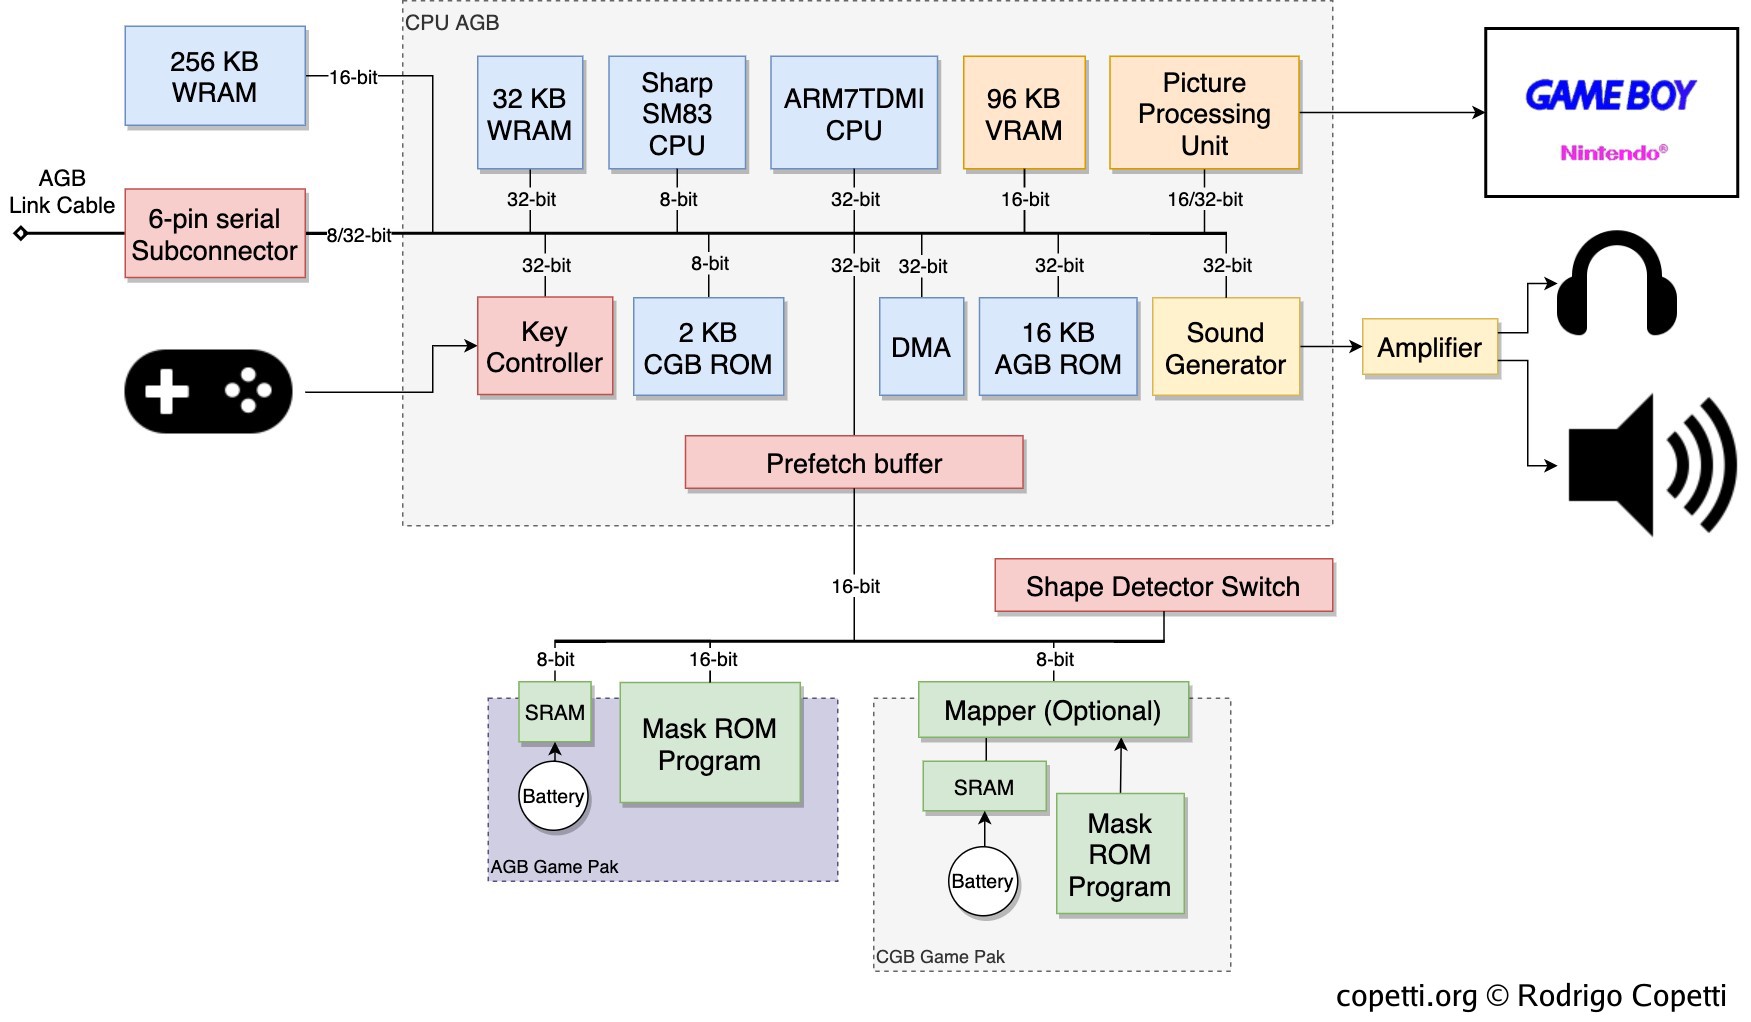 CPU AGB
256 KB
WRAM
16-bit
32 KB
WRAM
Sharp
SM83
CPU
ARM7TDMI
CPU
96 KB
VRAM
Picture
Processing
Unit
GAME BOY
Nintendo®
AGB
Link Cable
6-pin serial
Subconnector
8/32-bit
32-bit
8-bit
32-bit
16-bit
16/32-bit
32-bit
8-bit
32-bit
32-bit
32-bit
32-bit
Key
Controller
2 KB
CGB ROM
DMA
16 KB
AGB ROM
Sound
Generator
Amplifier
Prefetch buffer
16-bit
Shape Detector Switch
8-bit
16-bit
8-bit
SRAM
Mask ROM
Program
Battery
AGB Game Pak
Mapper (Optional)
SRAM
Battery
Mask
ROM
Program
CGB Game Pak
copetti.org © Rodrigo Copetti